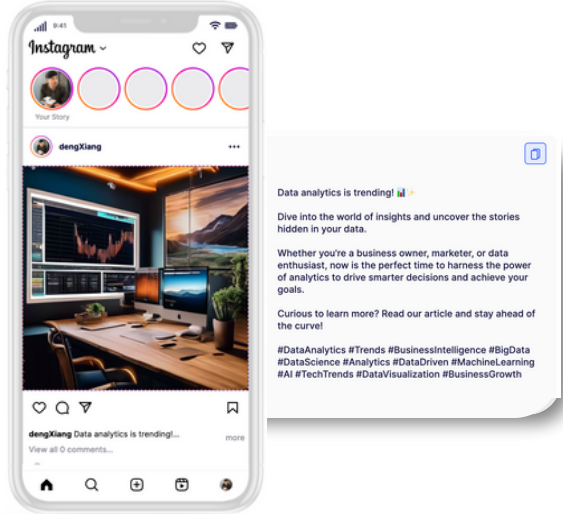 9:41
Instagram
Your Story
dengXiang
Data analytics is trending! 📊✨
Dive into the world of insights and uncover the stories
hidden in your data.
Whether you're a business owner, marketer, or data
enthusiast, now is the perfect time to harness the power
of analytics to drive smarter decisions and achieve your
goals.
Curious to learn more? Read our article and stay ahead of
the curve!
#DataAnalytics #Trends #BusinessIntelligence #BigData
#DataScience #Analytics #DataDriven #MachineLearning
#AI #TechTrends #DataVisualization #BusinessGrowth
dengXiang Data analytics is trending!... more
View all 0 comments...